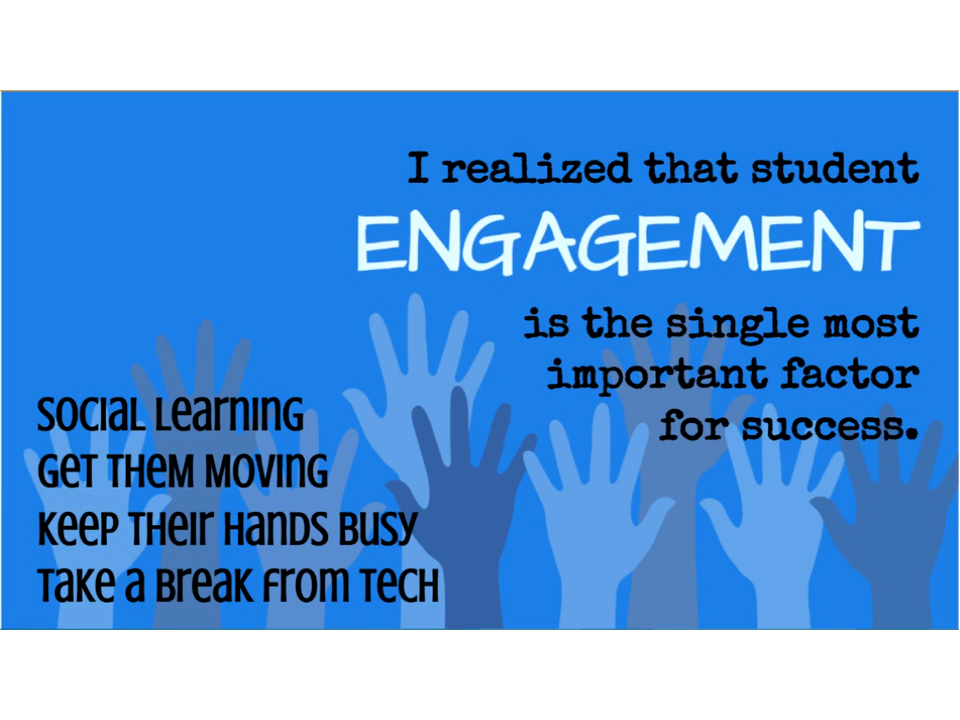 I realized that student
ENGAGEMENT
is the single most
important factor
for success.
Social Learning
Get Them Moving
Keep Their Hands Busy
Take a Break From Tech